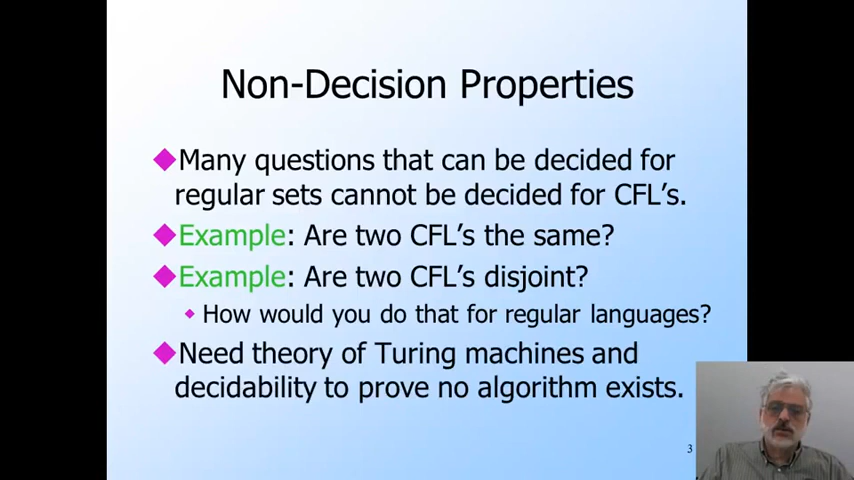 Non-Decision Properties
Many questions that can be decided for
regular sets cannot be decided for CFL's.
Example: Are two CFL's the same?
Example: Are two CFL's disjoint?
How would you do that for regular languages?
Need theory of Turing machines and
decidability to prove no algorithm exists.
3